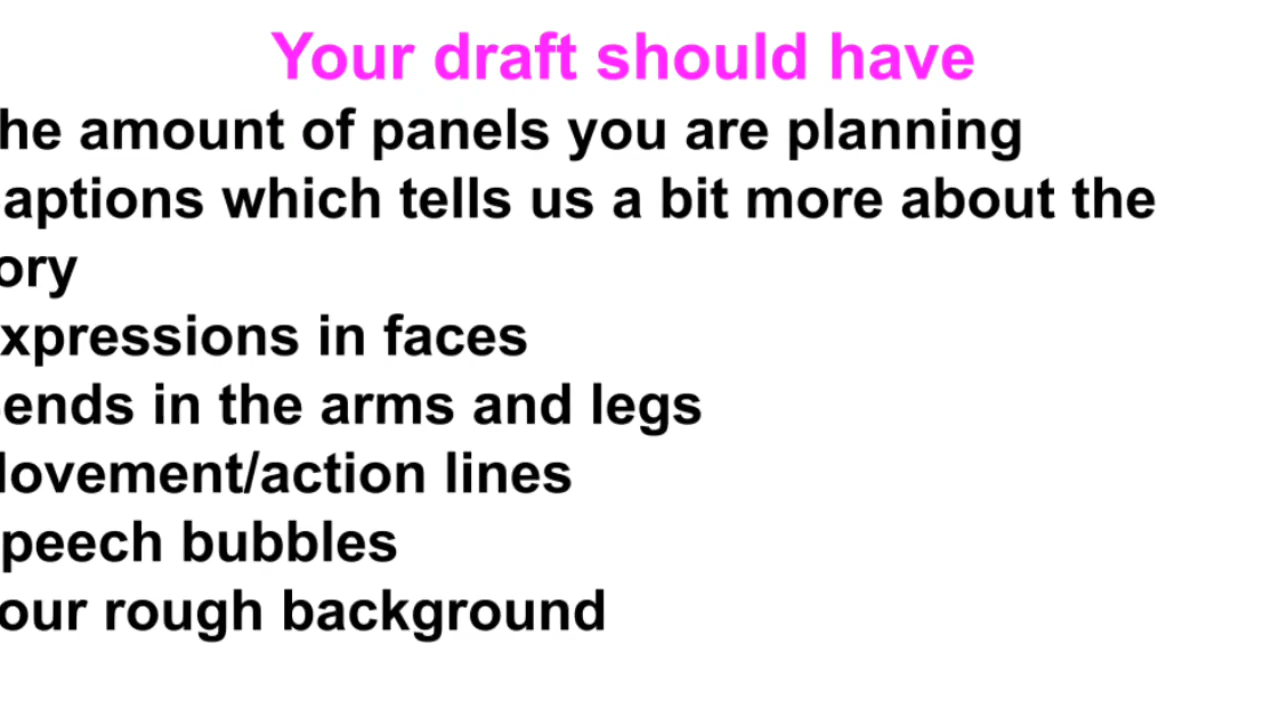 Your draft should have
he amount of panels you are planning
aptions which tells us a bit more about the
ory
xpressions in faces
ends in the arms and legs
ovement/action lines
peech bubbles
our rough background